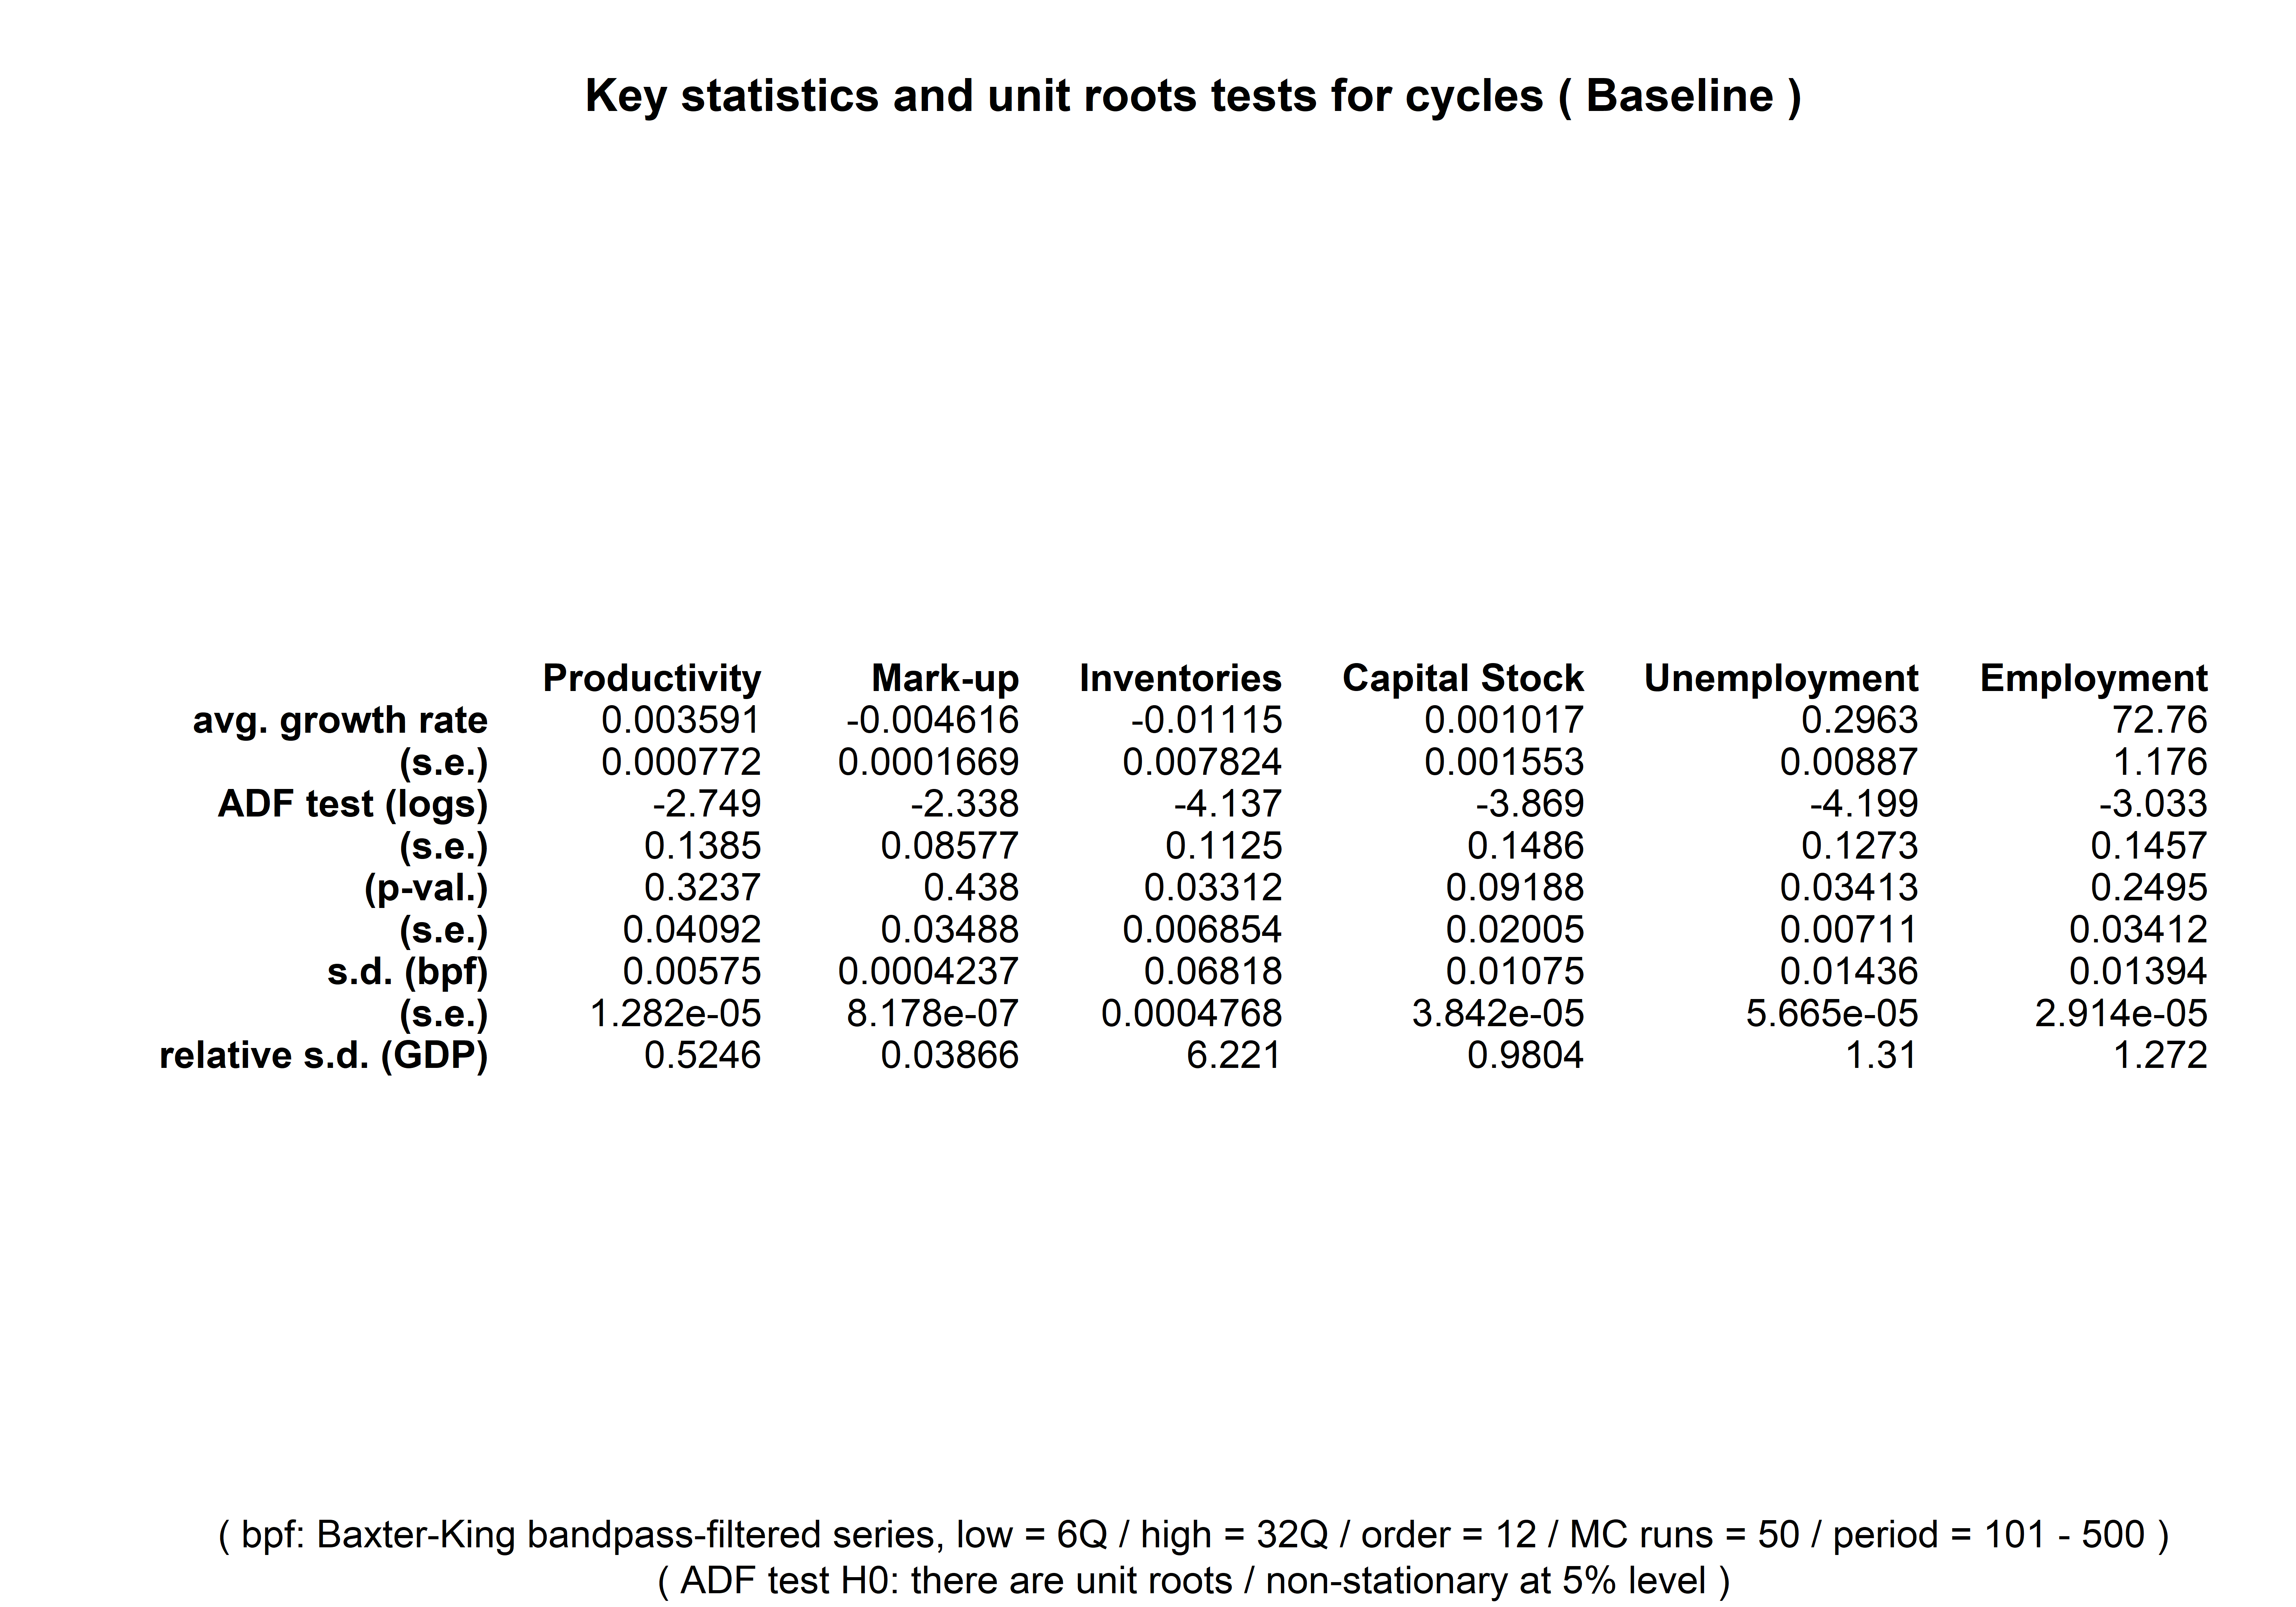 Key statistics and unit roots tests for cycles ( Baseline )
Productivity Mark-up Inventories Capital Stock Unemployment Employment
avg. growth rate 0.003591 -0.004616 -0.01115 0.001017 0.2963 72.76
(s.e.) 0.000772 0.0001669 0.007824 0.001553 0.00887 1.176
ADF test (logs) -2.749 -2.338 -4.137 -3.869 -4.199 -3.033
(s.e.) 0.1385 0.08577 0.1125 0.1486 0.1273 0.1457
(p-val.) 0.3237 0.438 0.03312 0.09188 0.03413 0.2495
(s.e.) 0.04092 0.03488 0.006854 0.02005 0.00711 0.03412
s.d. (bpf) 0.00575 0.0004237 0.06818 0.01075 0.01436 0.01394
(s.e.) 1.282e-05 8.178e-07 0.0004768 3.842e-05 5.665e-05 2.914e-05
relative s.d. (GDP) 0.5246 0.03866 6.221 0.9804 1.31 1.272
( bpf: Baxter-King bandpass-filtered series, low = 6Q / high = 32Q / order = 12 / MC runs = 50 / period = 101 - 500 )
( ADF test H0: there are unit roots / non-stationary at 5% level )